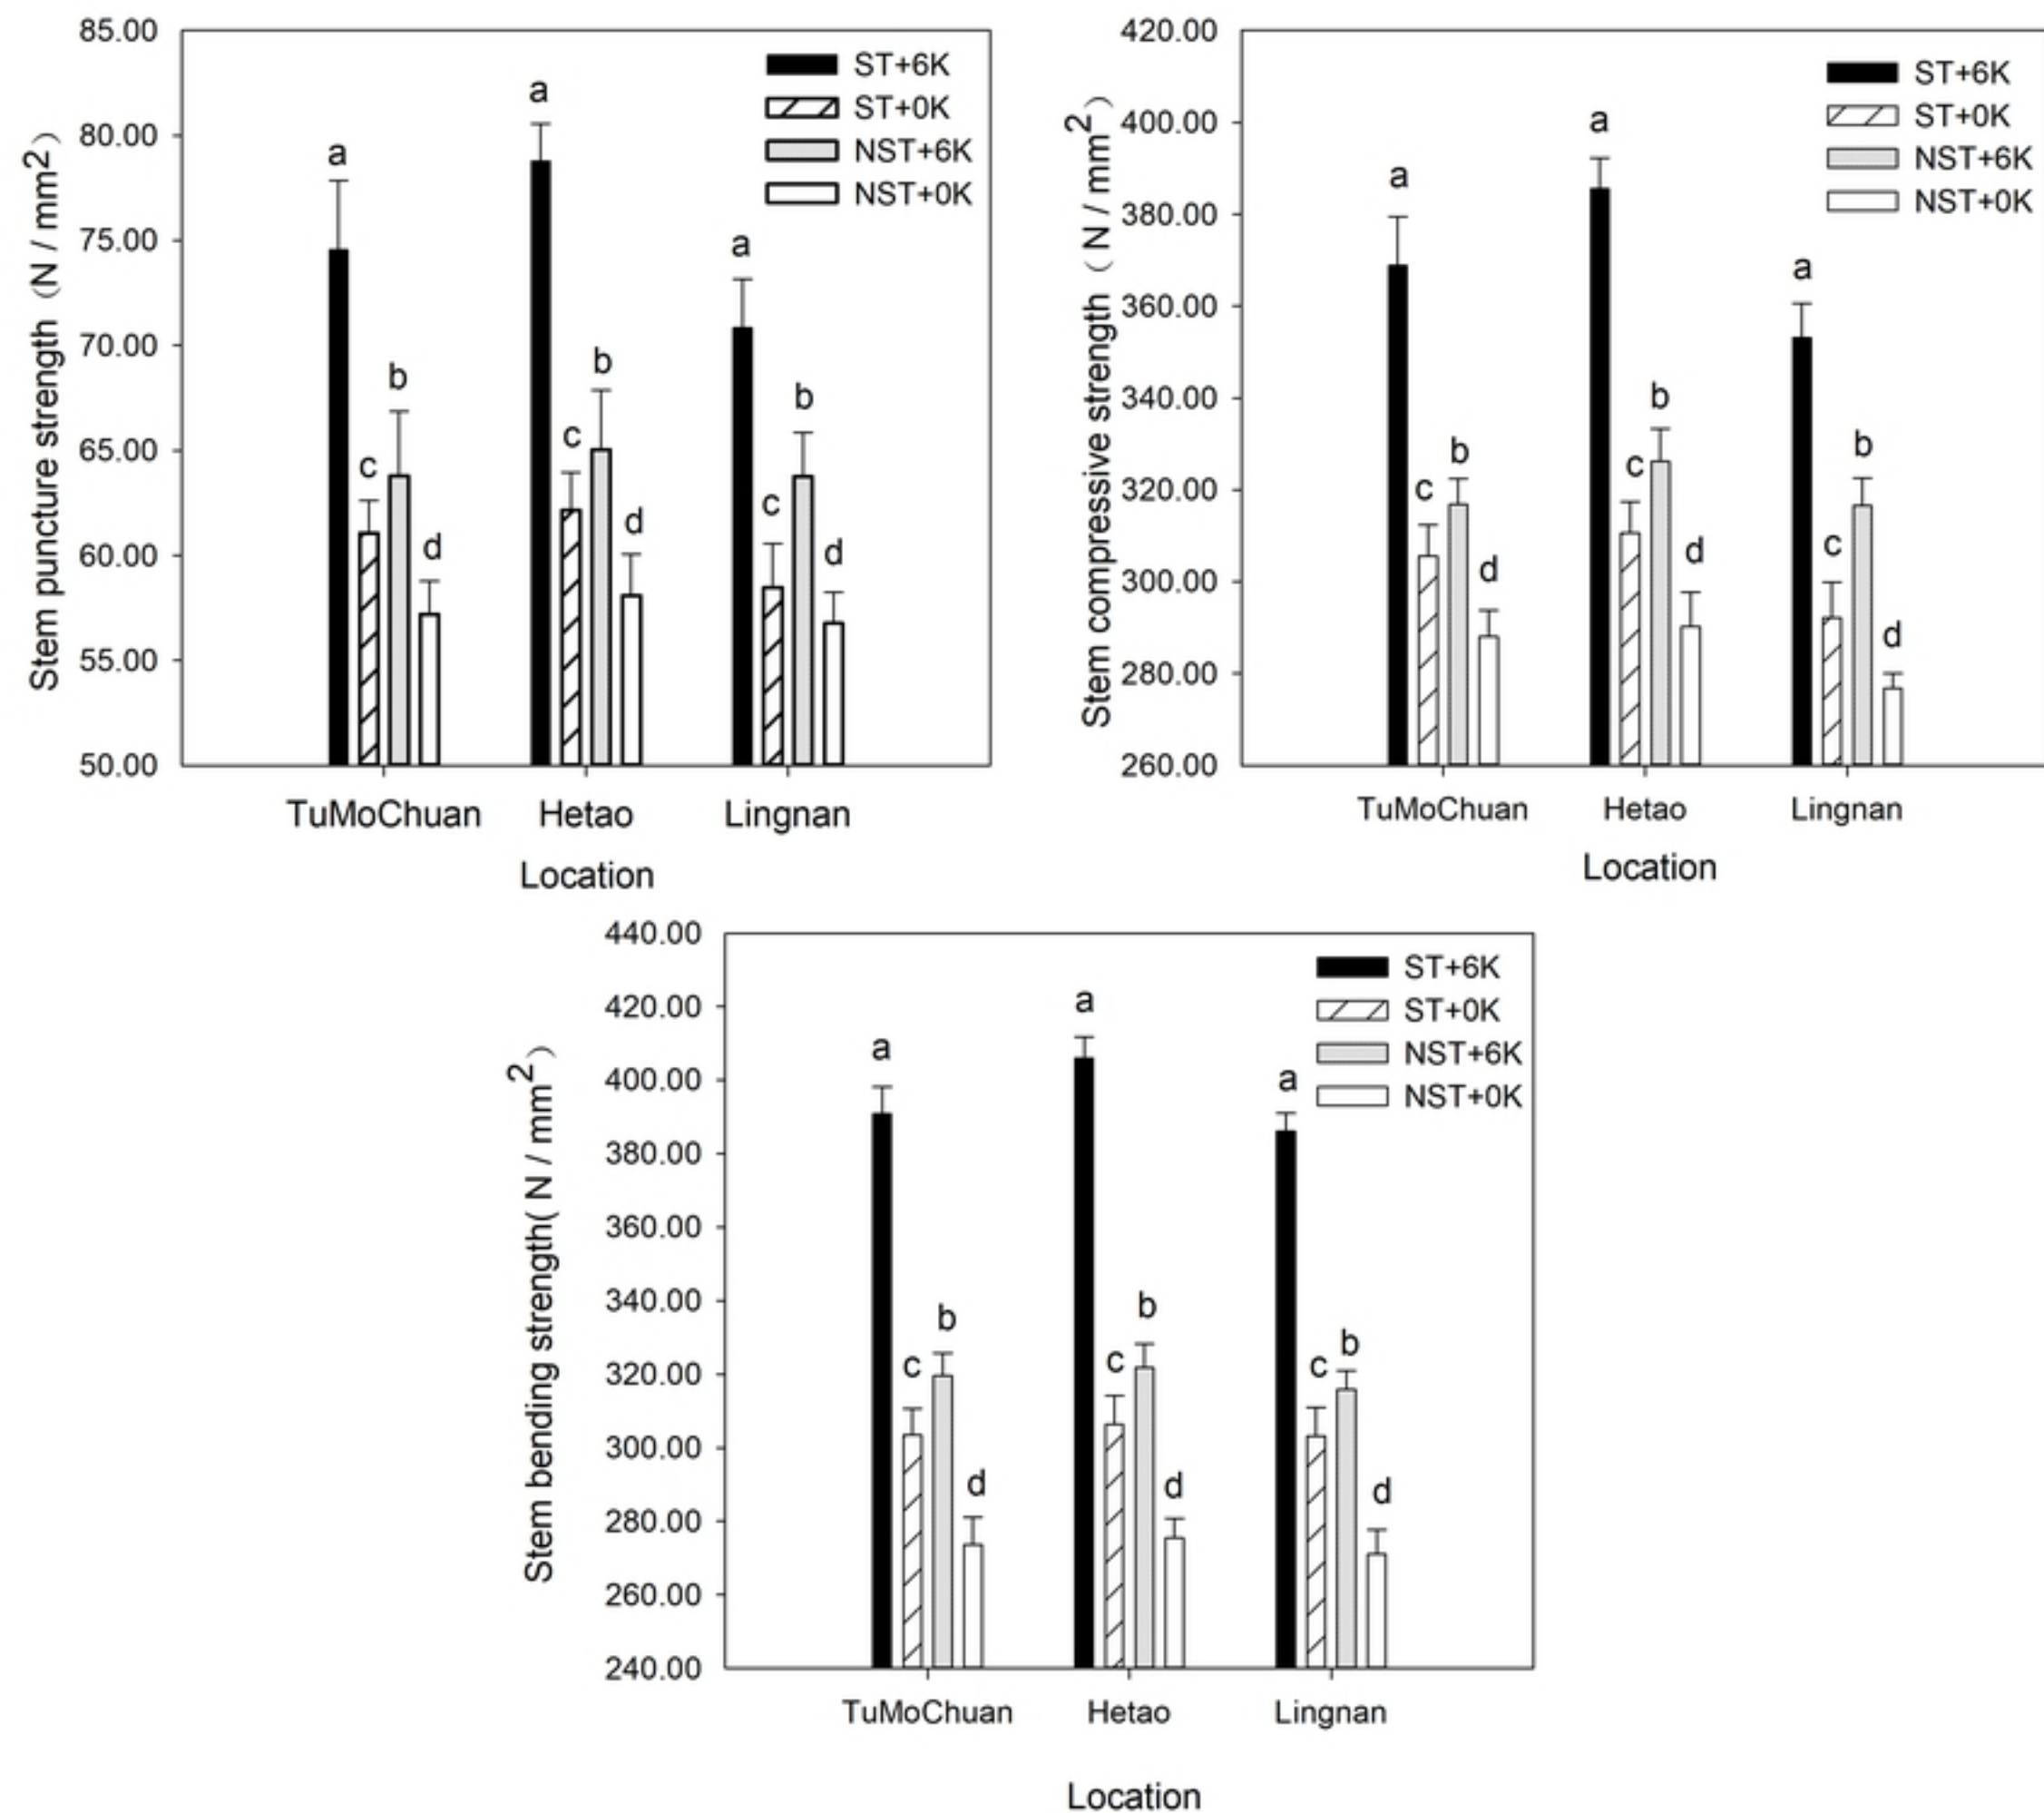 Stem puncture strength（N / mm2）
85.00
80.00
75.00
70.00
65.00
60.00
55.00
50.00
ST+6K
ST+0K
NST+6K
NST+0K
a
c
b
d
a
c
b
d
a
c
b
d
TuMoChuan Hetao Lingnan
Location
Stem compressive strength（ N / mm2）
420.00
400.00
380.00
360.00
340.00
320.00
300.00
280.00
260.00
ST+6K
ST+0K
NST+6K
NST+0K
a
c
b
d
a
c
b
d
a
c
b
d
TuMoChuan Hetao Lingnan
Location
Stem bending strength( N / mm2）
440.00
420.00
400.00
380.00
360.00
340.00
320.00
300.00
280.00
260.00
240.00
ST+6K
ST+0K
NST+6K
NST+0K
a
c
b
d
a
c
b
d
a
c
b
d
TuMoChuan Hetao Lingnan
Location